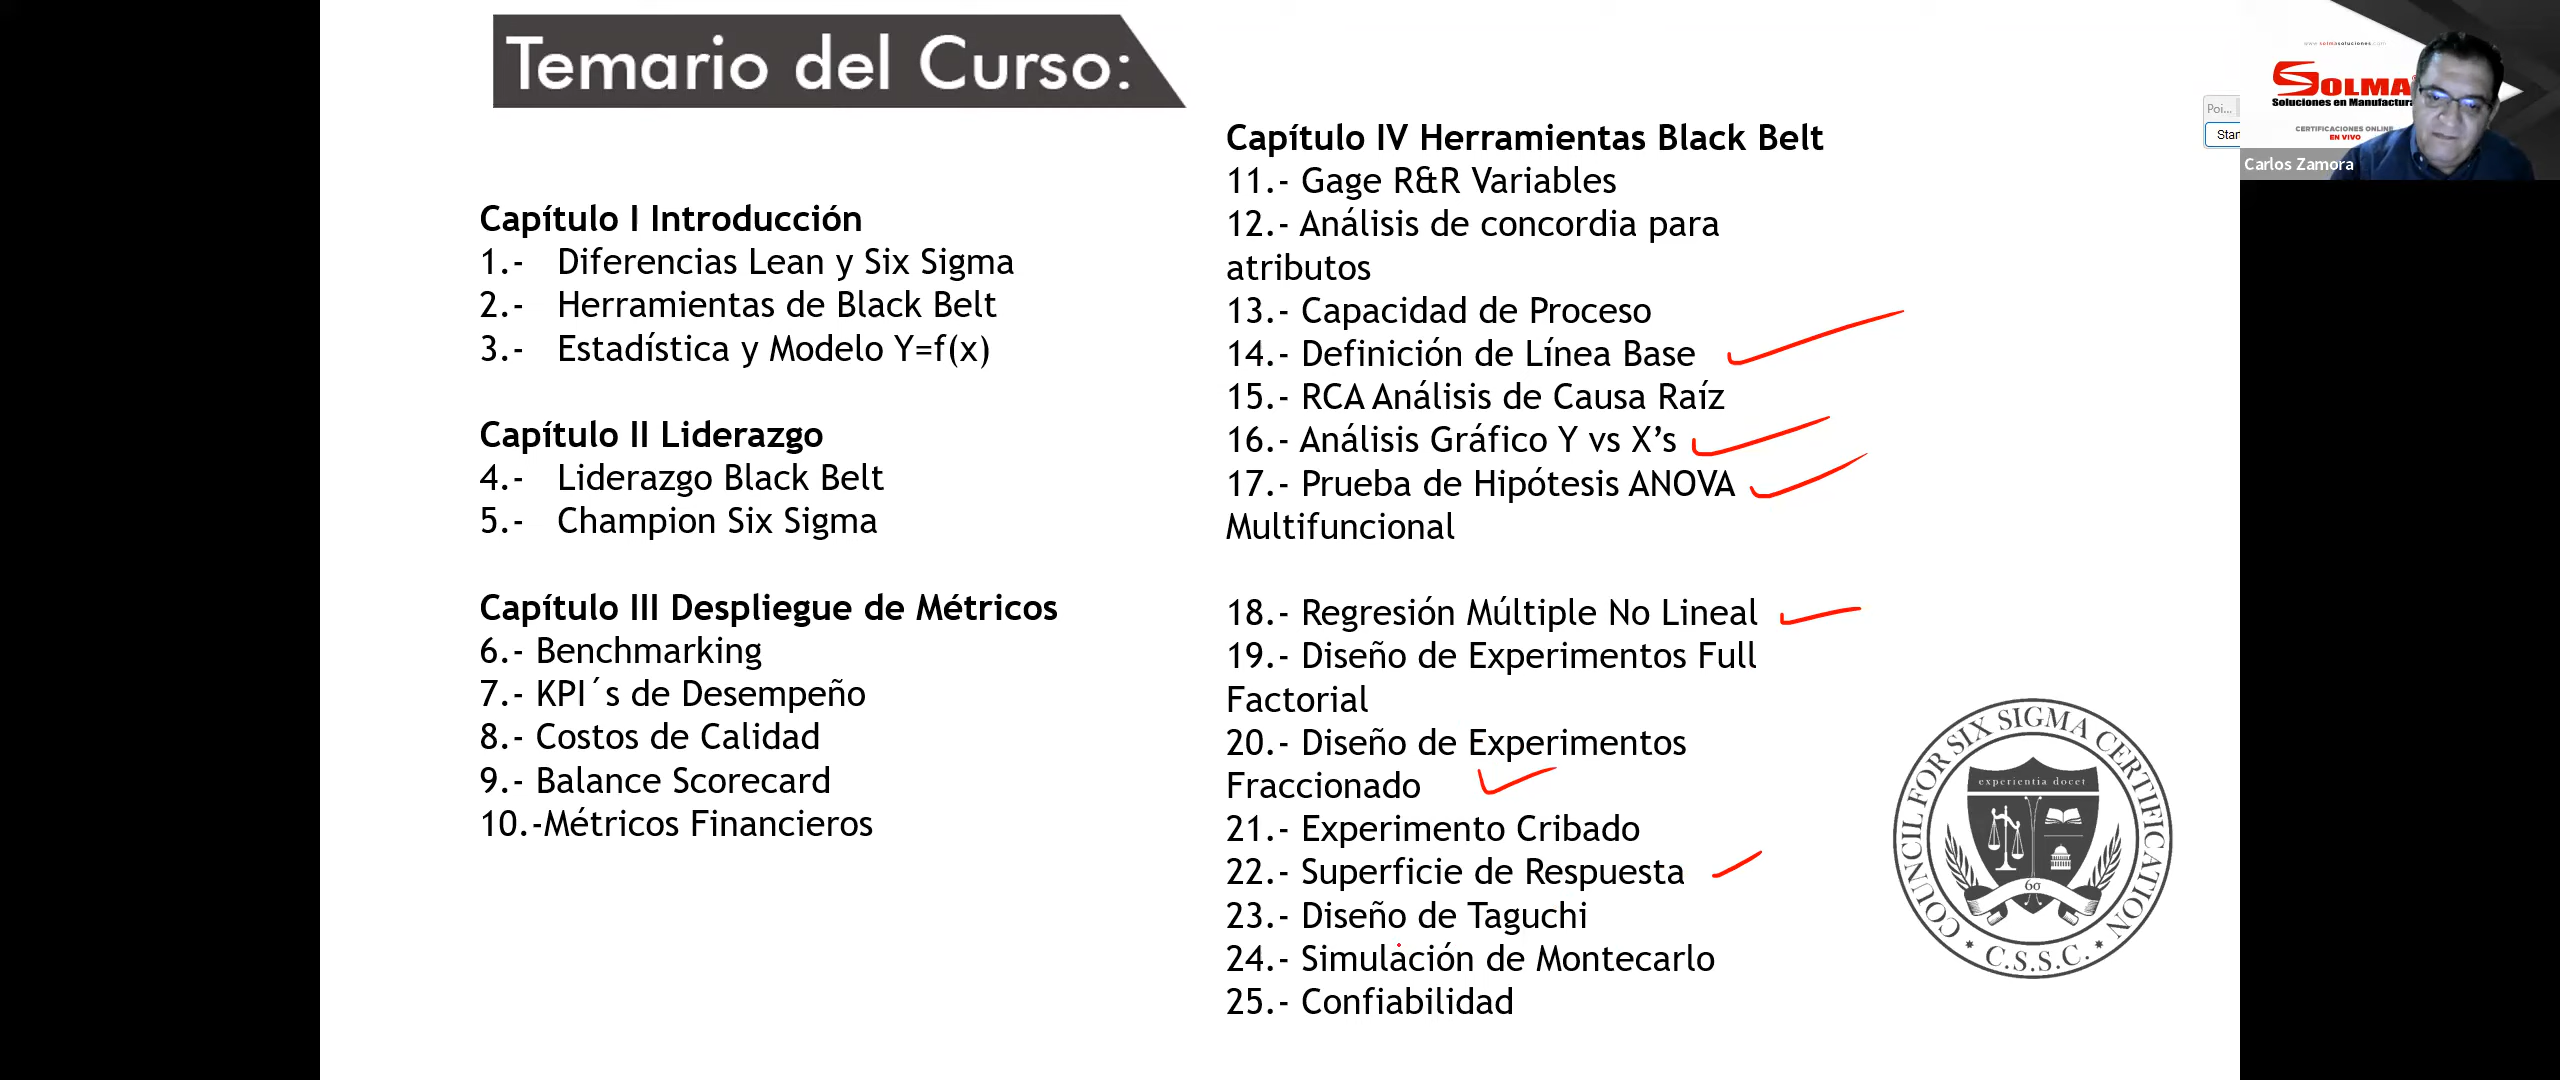 Temario del Curso:
Capítulo I Introducción
1.- Diferencias Lean y Six Sigma
2.- Herramientas de Black Belt
3.- Estadística y Modelo Y=f(x)
Capítulo II Liderazgo
4.- Liderazgo Black Belt
5.- Champion Six Sigma
Capítulo III Despliegue de Métricos
6.- Benchmarking
7.- KPI´s de Desempeño
8.- Costos de Calidad
9.- Balance Scorecard
10.-Métricos Financieros
Capítulo IV Herramientas Black Belt
11.- Gage R&R Variables
12.- Análisis de concordia para
atributos
13.- Capacidad de Proceso
14.- Definición de Línea Base
15.- RCA Análisis de Causa Raíz
16.- Análisis Gráfico Y vs X’s
17.- Prueba de Hipótesis ANOVA
Multifuncional
18.- Regresión Múltiple No Lineal
19.- Diseño de Experimentos Full
Factorial
20.- Diseño de Experimentos
Fraccionado
21.- Experimento Cribado
22.- Superficie de Respuesta
23.- Diseño de Taguchi
24.- Simulación de Montecarlo
25.- Confiabilidad
COUNCIL FOR SIX SIGMA CERTIFICATION
experientia docet
6σ
* C.S.S.C. *
Poi...
Star
www.solmasoluciones.com
SOLMA
Soluciones en Manufactura
CERTIFICACIONES ONLINE
EN VIVO
Carlos Zamora